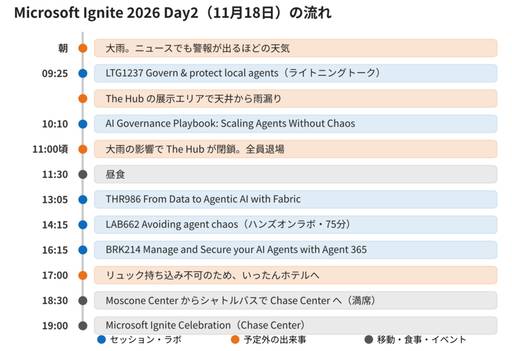 Microsoft Ignite 2026 Day2（11月18日）の流れ
朝 大雨。ニュースでも警報が出るほどの天気
09:25 LTG1237 Govern & protect local agents（ライトニングトーク）
The Hub の展示エリアで天井から雨漏り
10:10 AI Governance Playbook: Scaling Agents Without Chaos
11:00頃 大雨の影響で The Hub が閉鎖。全員退場
11:30 昼食
13:05 THR986 From Data to Agentic AI with Fabric
14:15 LAB662 Avoiding agent chaos（ハンズオンラボ・75分）
16:15 BRK214 Manage and Secure your AI Agents with Agent 365
17:00 リュック持ち込み不可のため、いったんホテルへ
18:30 Moscone Center からシャトルバスで Chase Center へ（満席）
19:00 Microsoft Ignite Celebration（Chase Center）
セッション・ラボ 予定外の出来事 移動・食事・イベント